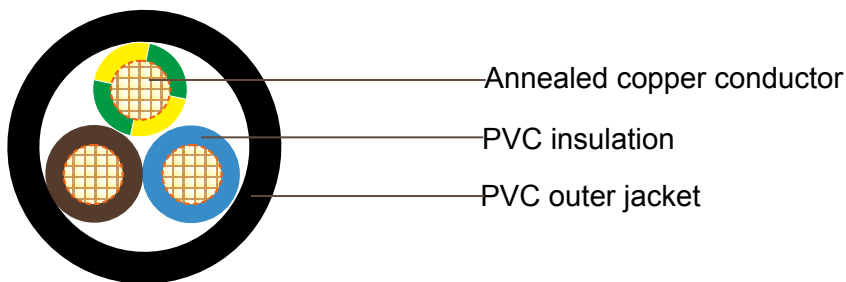 Annealed copper conductor
PVC insulation
PVC outer jacket